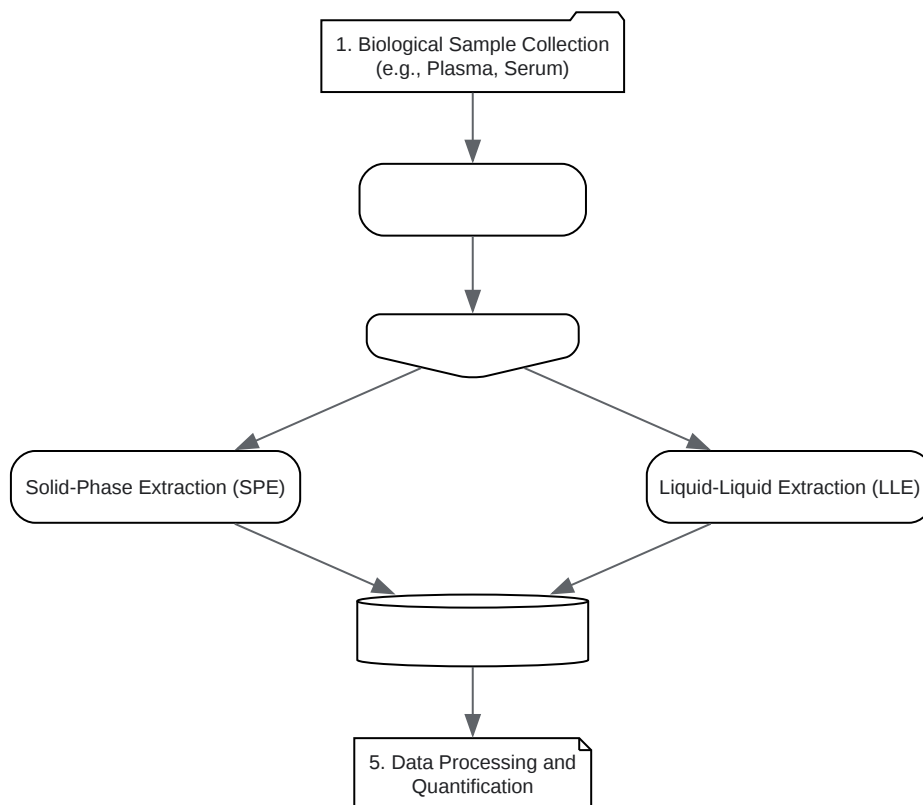 1. Biological Sample Collection
(e.g., Plasma, Serum)
Solid-Phase Extraction (SPE)
Liquid-Liquid Extraction (LLE)
5. Data Processing and
Quantification